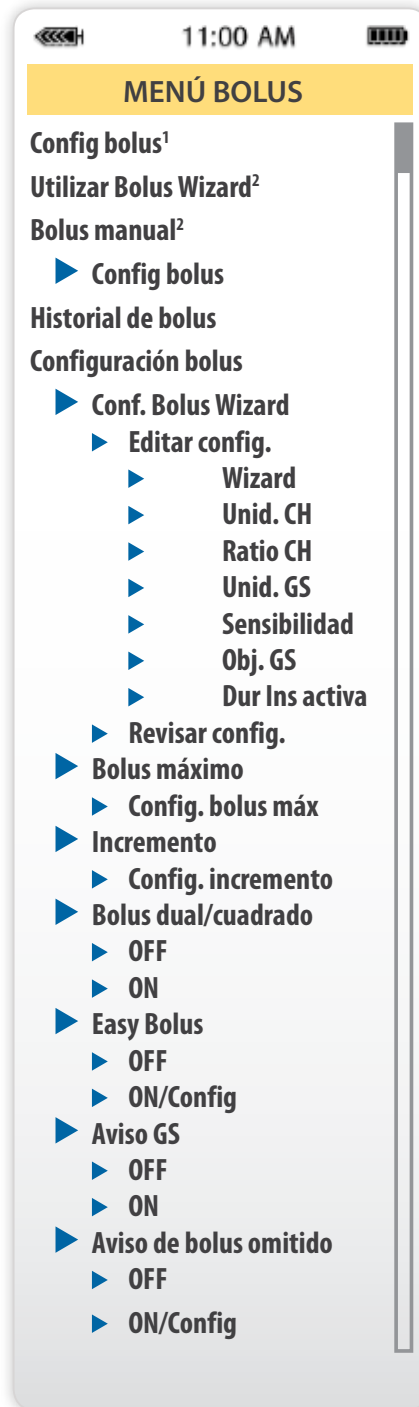 11:00 AM
MENÚ BOLUS
Config bolus¹
Utilizar Bolus Wizard²
Bolus manual²
Config bolus
Historial de bolus
Configuración bolus
Conf. Bolus Wizard
Editar config.
Wizard
Unid. CH
Ratio CH
Unid. GS
Sensibilidad
Obj. GS
Dur Ins activa
Revisar config.
Bolus máximo
Config. bolus máx
Incremento
Config. incremento
Bolus dual/cuadrado
OFF
ON
Easy Bolus
OFF
ON/Config
Aviso GS
OFF
ON
Aviso de bolus omitido
OFF
ON/Config